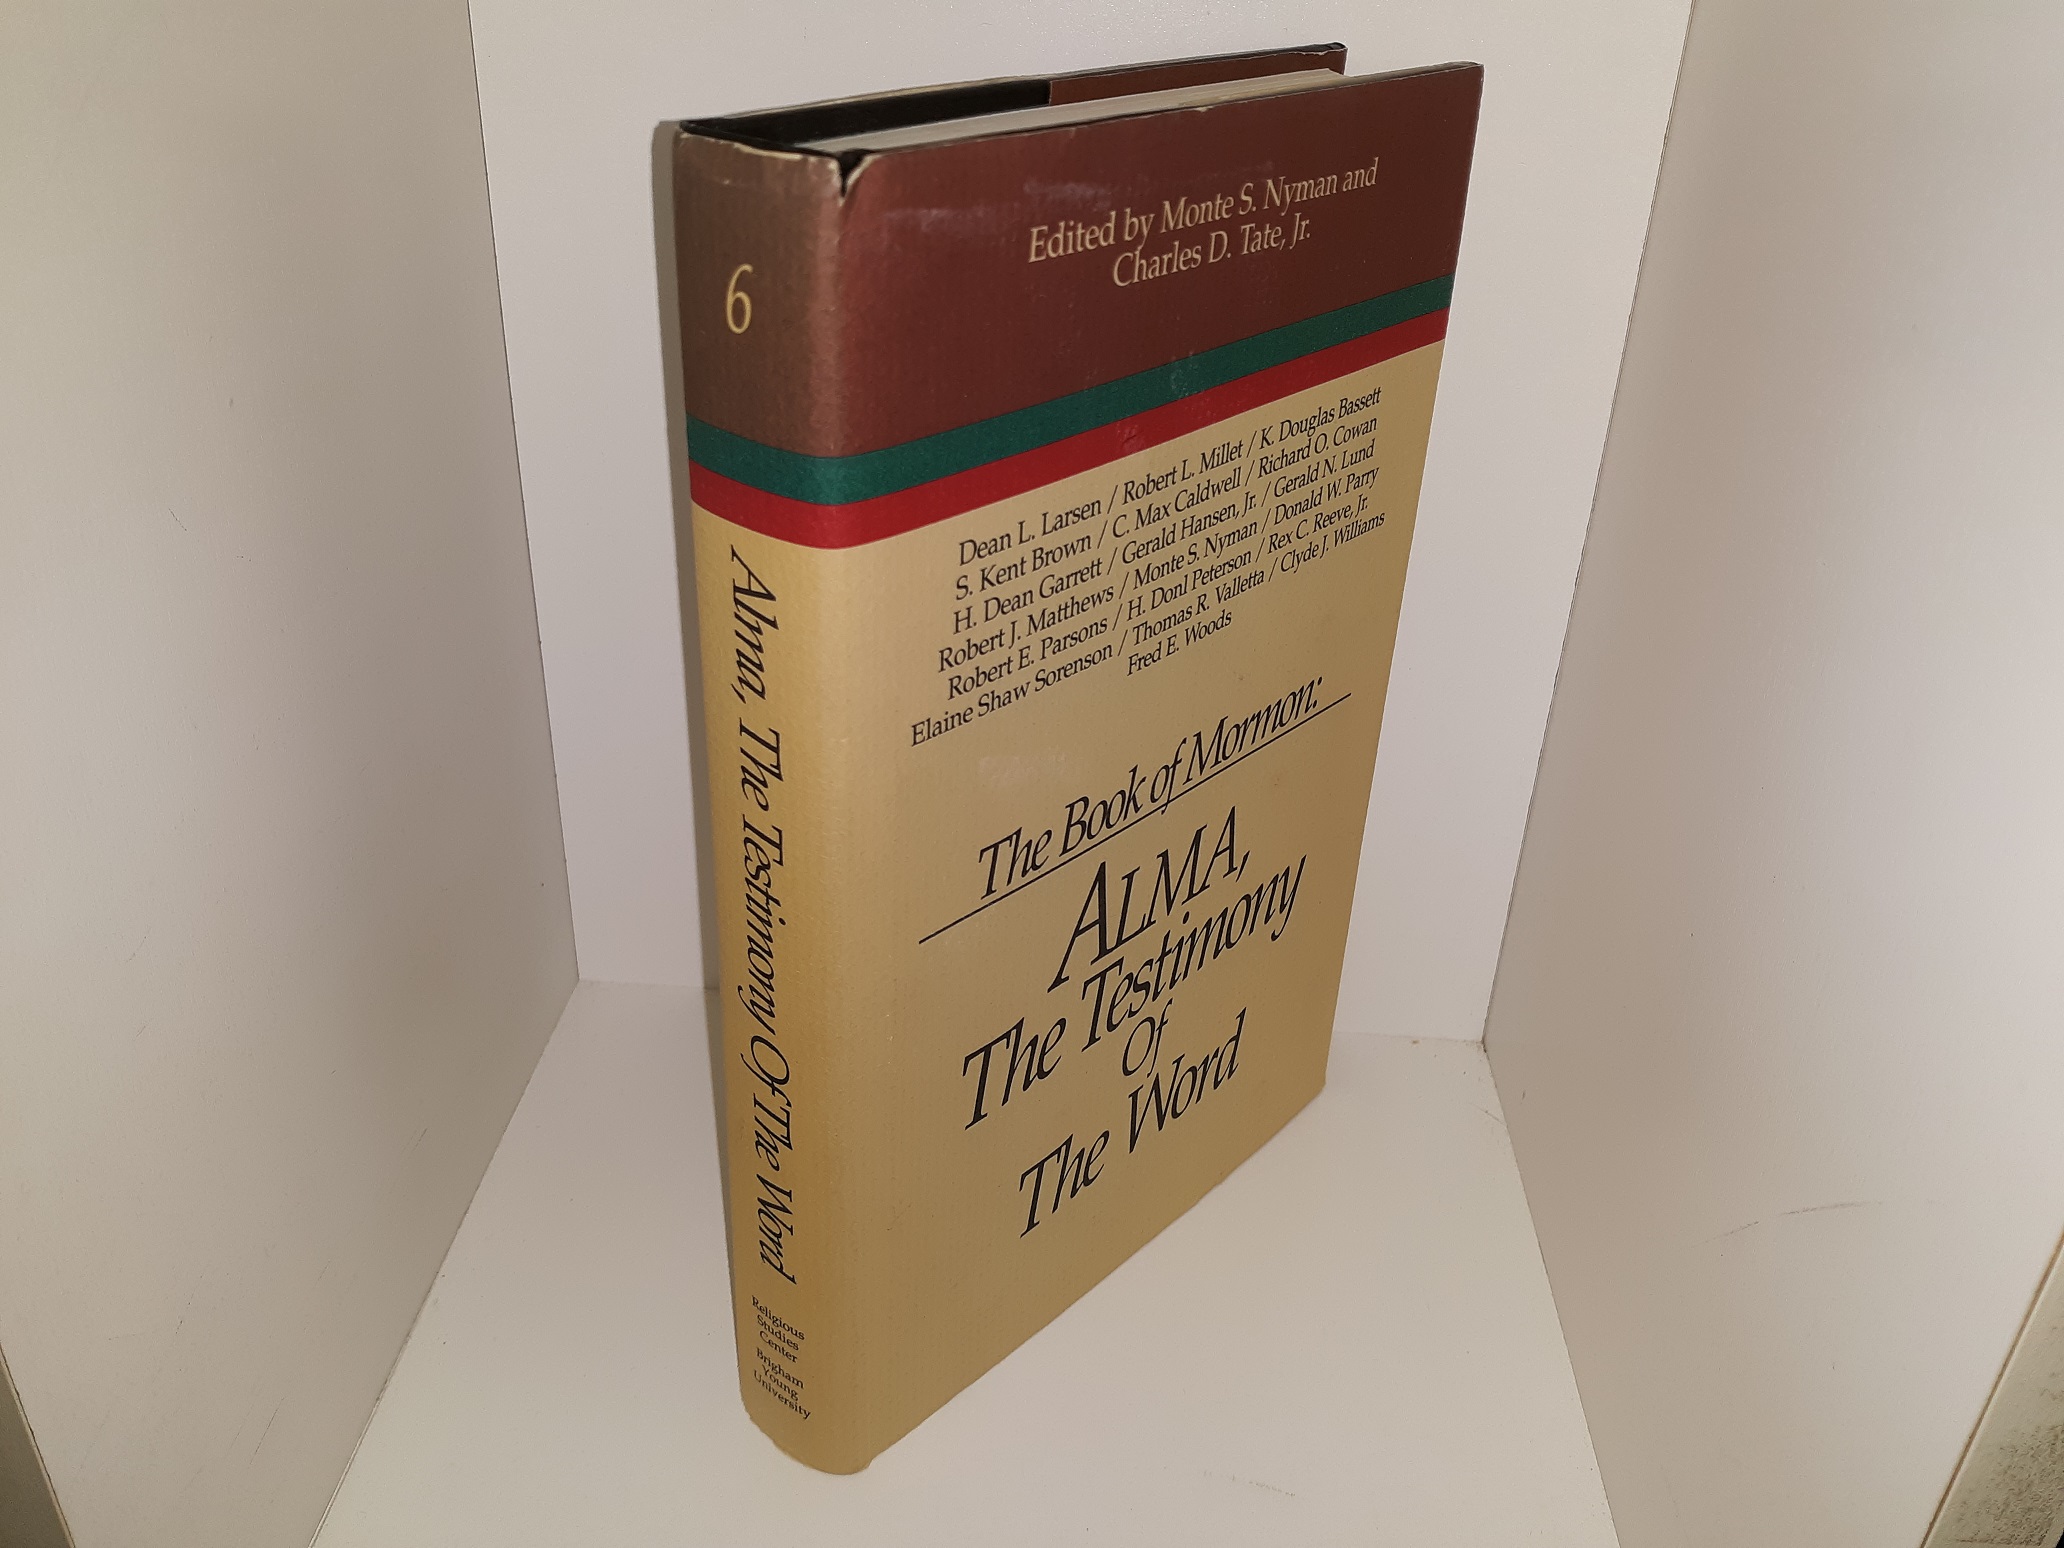 6
Alma, The Testimony Of The Word
Religious
Studies
Center
Brigham
Young
University
Edited by Monte S. Nyman and
Charles D. Tate, Jr.
Dean L. Larsen / Robert L. Millet / K. Douglas Bassett
S. Kent Brown / C. Max Caldwell / Richard O. Cowan
H. Dean Garrett / Gerald Hansen, Jr. / Gerald N. Lund
Robert J. Matthews / Monte S. Nyman / Donald W. Parry
Robert E. Parsons / H. Donl Peterson / Rex C. Reeve, Jr.
Elaine Shaw Sorenson / Thomas R. Valletta / Clyde J. Williams
Fred E. Woods
The Book of Mormon:
ALMA,
The Testimony
Of
The Word